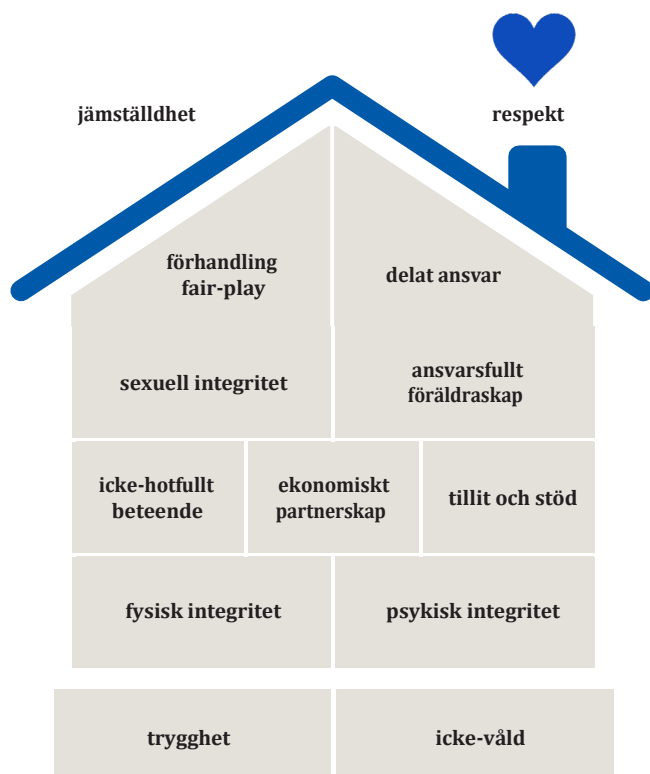 jämställdhet
respekt
förhandling
fair-play
delat ansvar
sexuell integritet
ansvarsfullt
föräldraskap
icke-hotfullt
beteende
ekonomiskt
partnerskap
tillit och stöd
fysisk integritet
psykisk integritet
trygghet
icke-våld